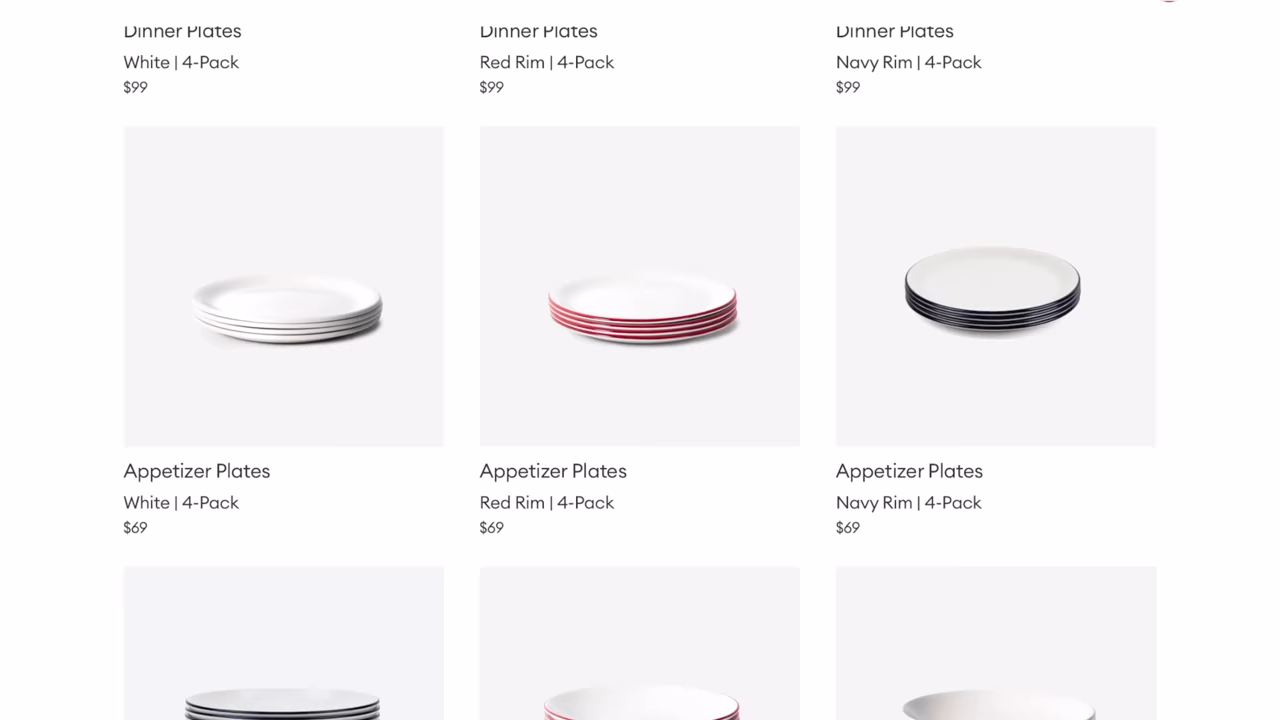 Dinner Plates
White | 4-Pack
$99
Dinner Plates
Red Rim | 4-Pack
$99
Dinner Plates
Navy Rim | 4-Pack
$99
Appetizer Plates
White | 4-Pack
$69
Appetizer Plates
Red Rim | 4-Pack
$69
Appetizer Plates
Navy Rim | 4-Pack
$69